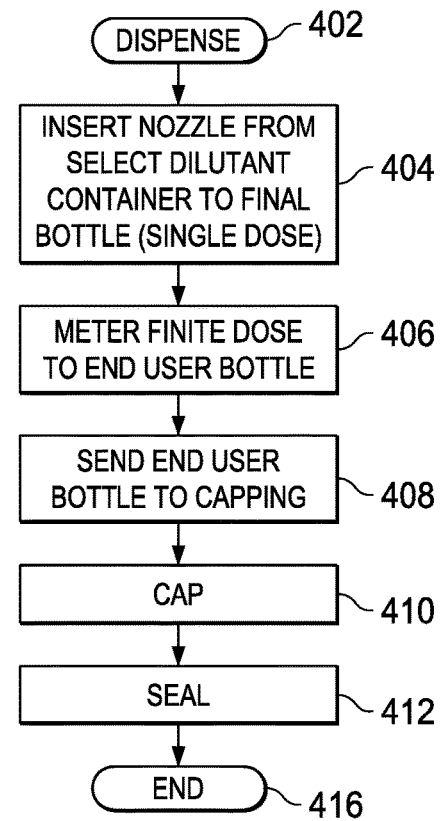 DISPENSE
402
INSERT NOZZLE FROM
SELECT DILUTANT
CONTAINER TO FINAL
BOTTLE (SINGLE DOSE)
404
METER FINITE DOSE
TO END USER BOTTLE
406
SEND END USER
BOTTLE TO CAPPING
408
CAP
410
SEAL
412
END
416